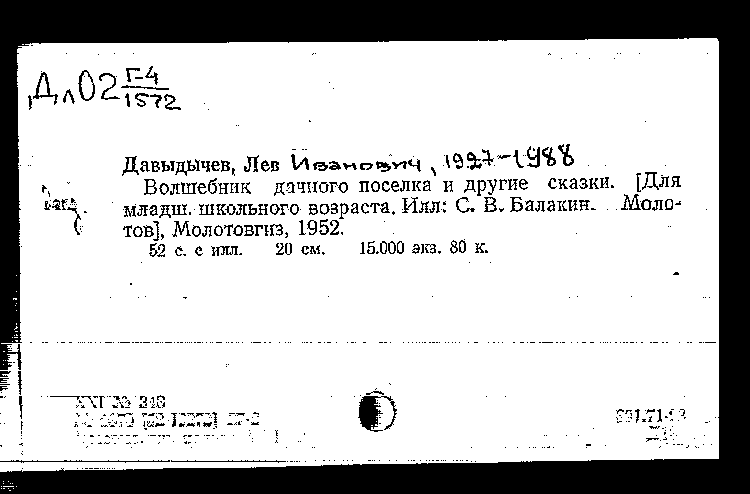 Д л 02 Г-4/1572
Давыдычев, Лев Иванович, 1927-1988
Волшебник дачного поселка и другие сказки. [Для
младш. школьного возраста. Илл: С. В. Балакин. Моло-
тов], Молотовгиз, 1952.
52 с. с илл. 20 см. 15.000 экз. 80 к.